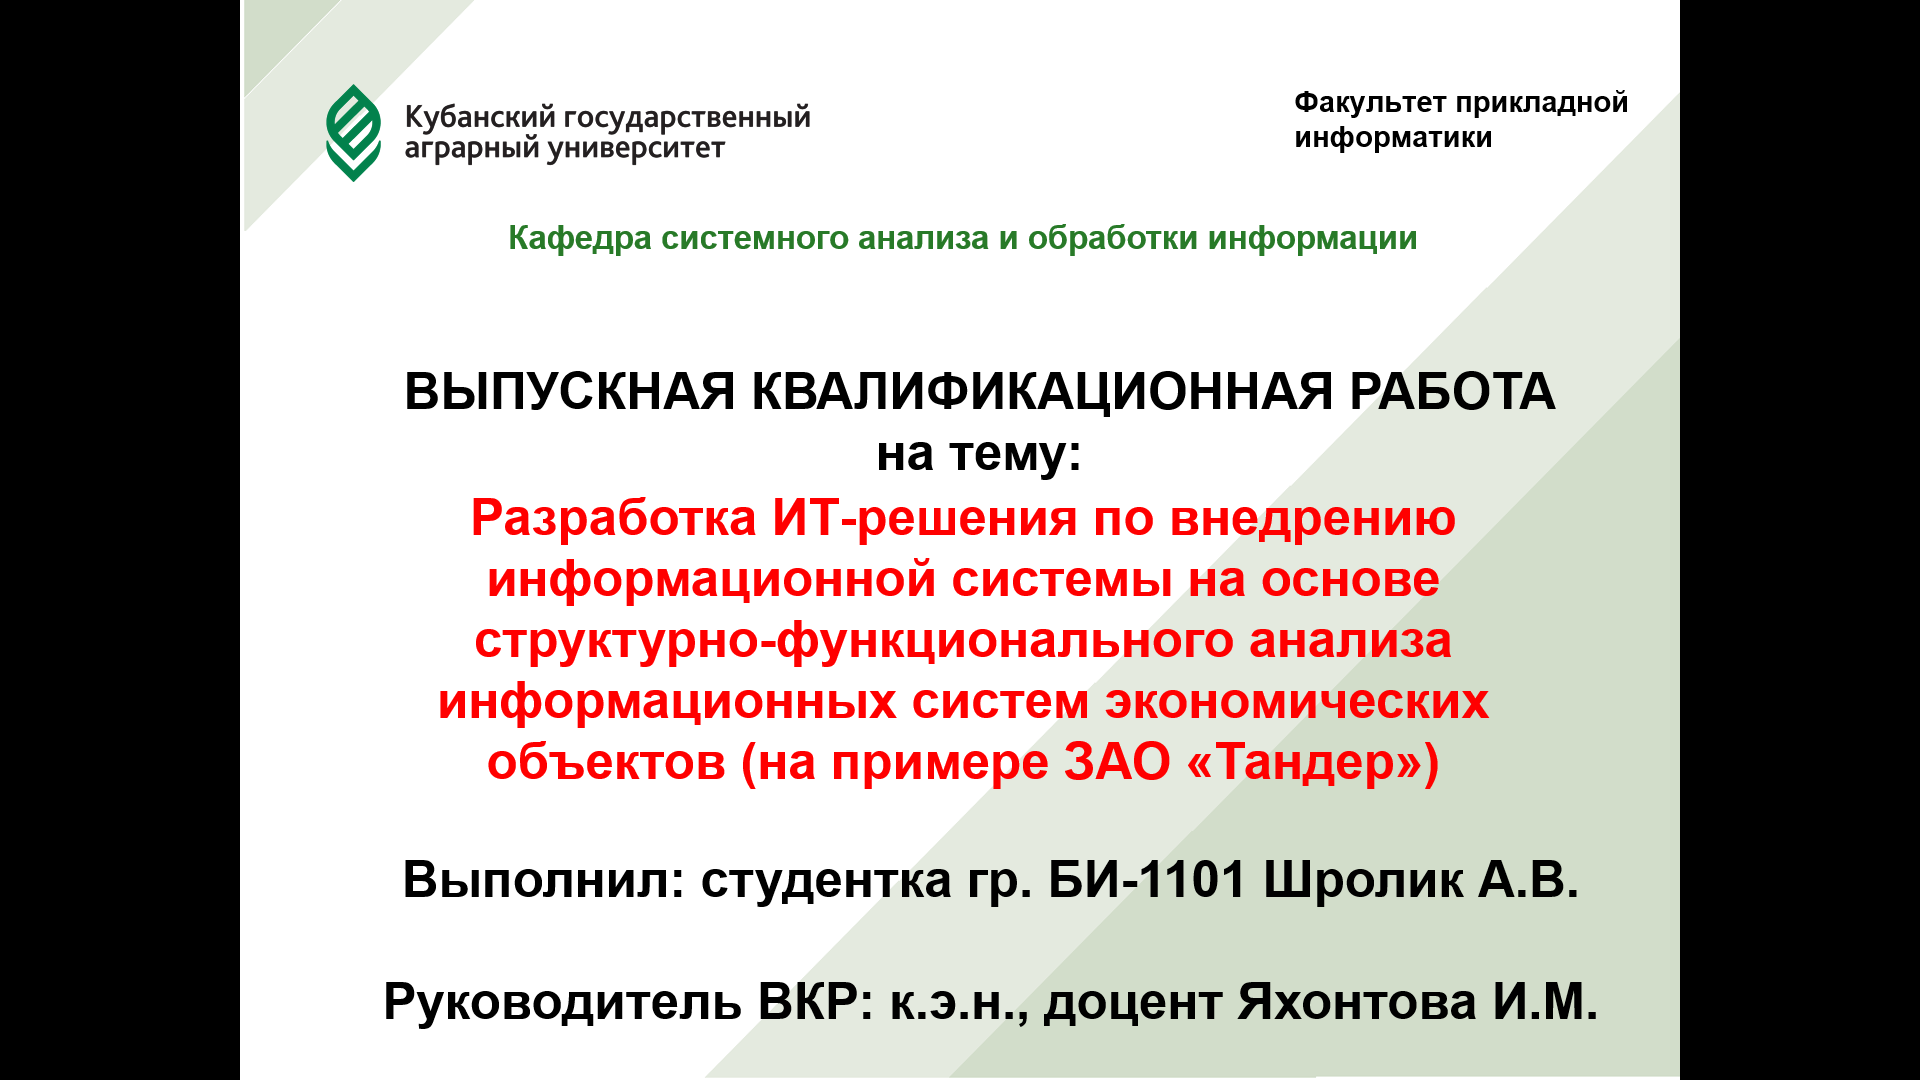 Кубанский государственный
аграрный университет
Факультет прикладной
информатики
Кафедра системного анализа и обработки информации
ВЫПУСКНАЯ КВАЛИФИКАЦИОННАЯ РАБОТА
на тему:
Разработка ИТ-решения по внедрению
информационной системы на основе
структурно-функционального анализа
информационных систем экономических
объектов (на примере ЗАО «Тандер»)
Выполнил: студентка гр. БИ-1101 Шролик А.В.
Руководитель ВКР: к.э.н., доцент Яхонтова И.М.